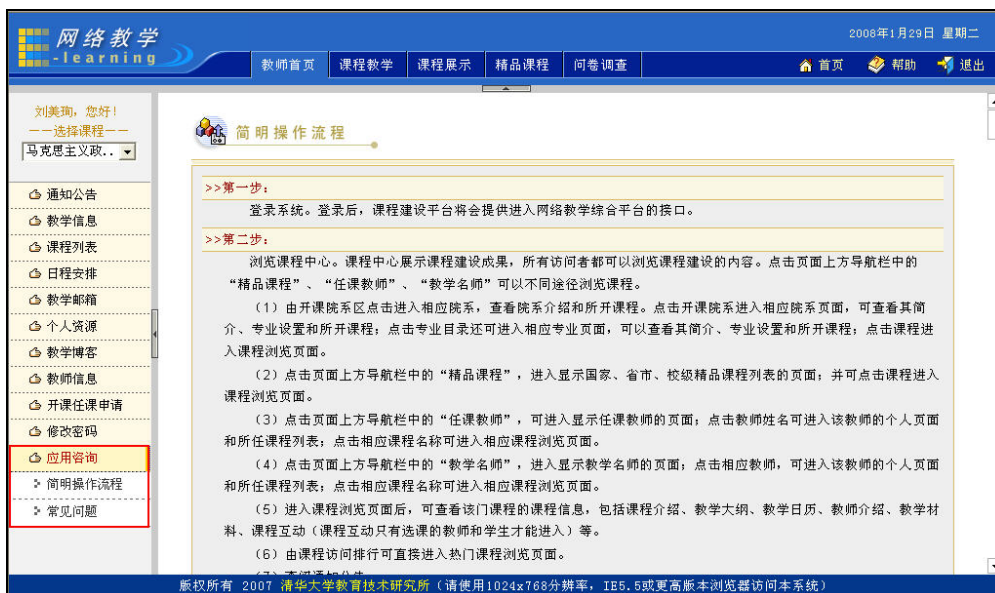 网络教学
-learning
2008年1月29日 星期二
教师首页 课程教学 课程展示 精品课程 问卷调查
首页 帮助 退出
刘美珣，您好！
——选择课程——
马克思主义政..
通知公告
教学信息
课程列表
日程安排
教学邮箱
个人资源
教学博客
教师信息
开课任课申请
修改密码
应用咨询
简明操作流程
常见问题
简明操作流程
>>第一步：
登录系统。登录后，课程建设平台将会提供进入网络教学综合平台的接口。
>>第二步：
浏览课程中心。课程中心展示课程建设成果，所有访问者都可以浏览课程建设的内容。点击页面上方导航栏中的
“精品课程”、“任课教师”、“教学名师”可以不同途径浏览课程。
（1）由开课院系区点击进入相应院系，查看院系介绍和所开课程。点击开课院系进入相应院系页面，可查看其简
介、专业设置和所开课程；点击专业目录还可进入相应专业页面，可以查看其简介、专业设置和所开课程；点击课程进
入课程浏览页面。
（2）点击页面上方导航栏中的“精品课程”，进入显示国家、省市、校级精品课程列表的页面；并可点击课程进入
课程浏览页面。
（3）点击页面上方导航栏中的“任课教师”，可进入显示任课教师的页面；点击教师姓名可进入该教师的个人页面
和所任课程列表；点击相应课程名称可进入相应课程浏览页面。
（4）点击页面上方导航栏中的“教学名师”，进入显示教学名师的页面；点击相应教师，可进入该教师的个人页面
和所任课程列表；点击相应课程名称可进入相应课程浏览页面。
（5）进入课程浏览页面后，可查看该门课程的课程信息，包括课程介绍、教学大纲、教学日历、教师介绍、教学材
料、课程互动（课程互动只有选课的教师和学生才能进入）等。
（6）由课程访问排行可直接进入热门课程浏览页面。
版权所有 2007 清华大学教育技术研究所（请使用1024x768分辨率，IE5.5或更高版本浏览器访问本系统）